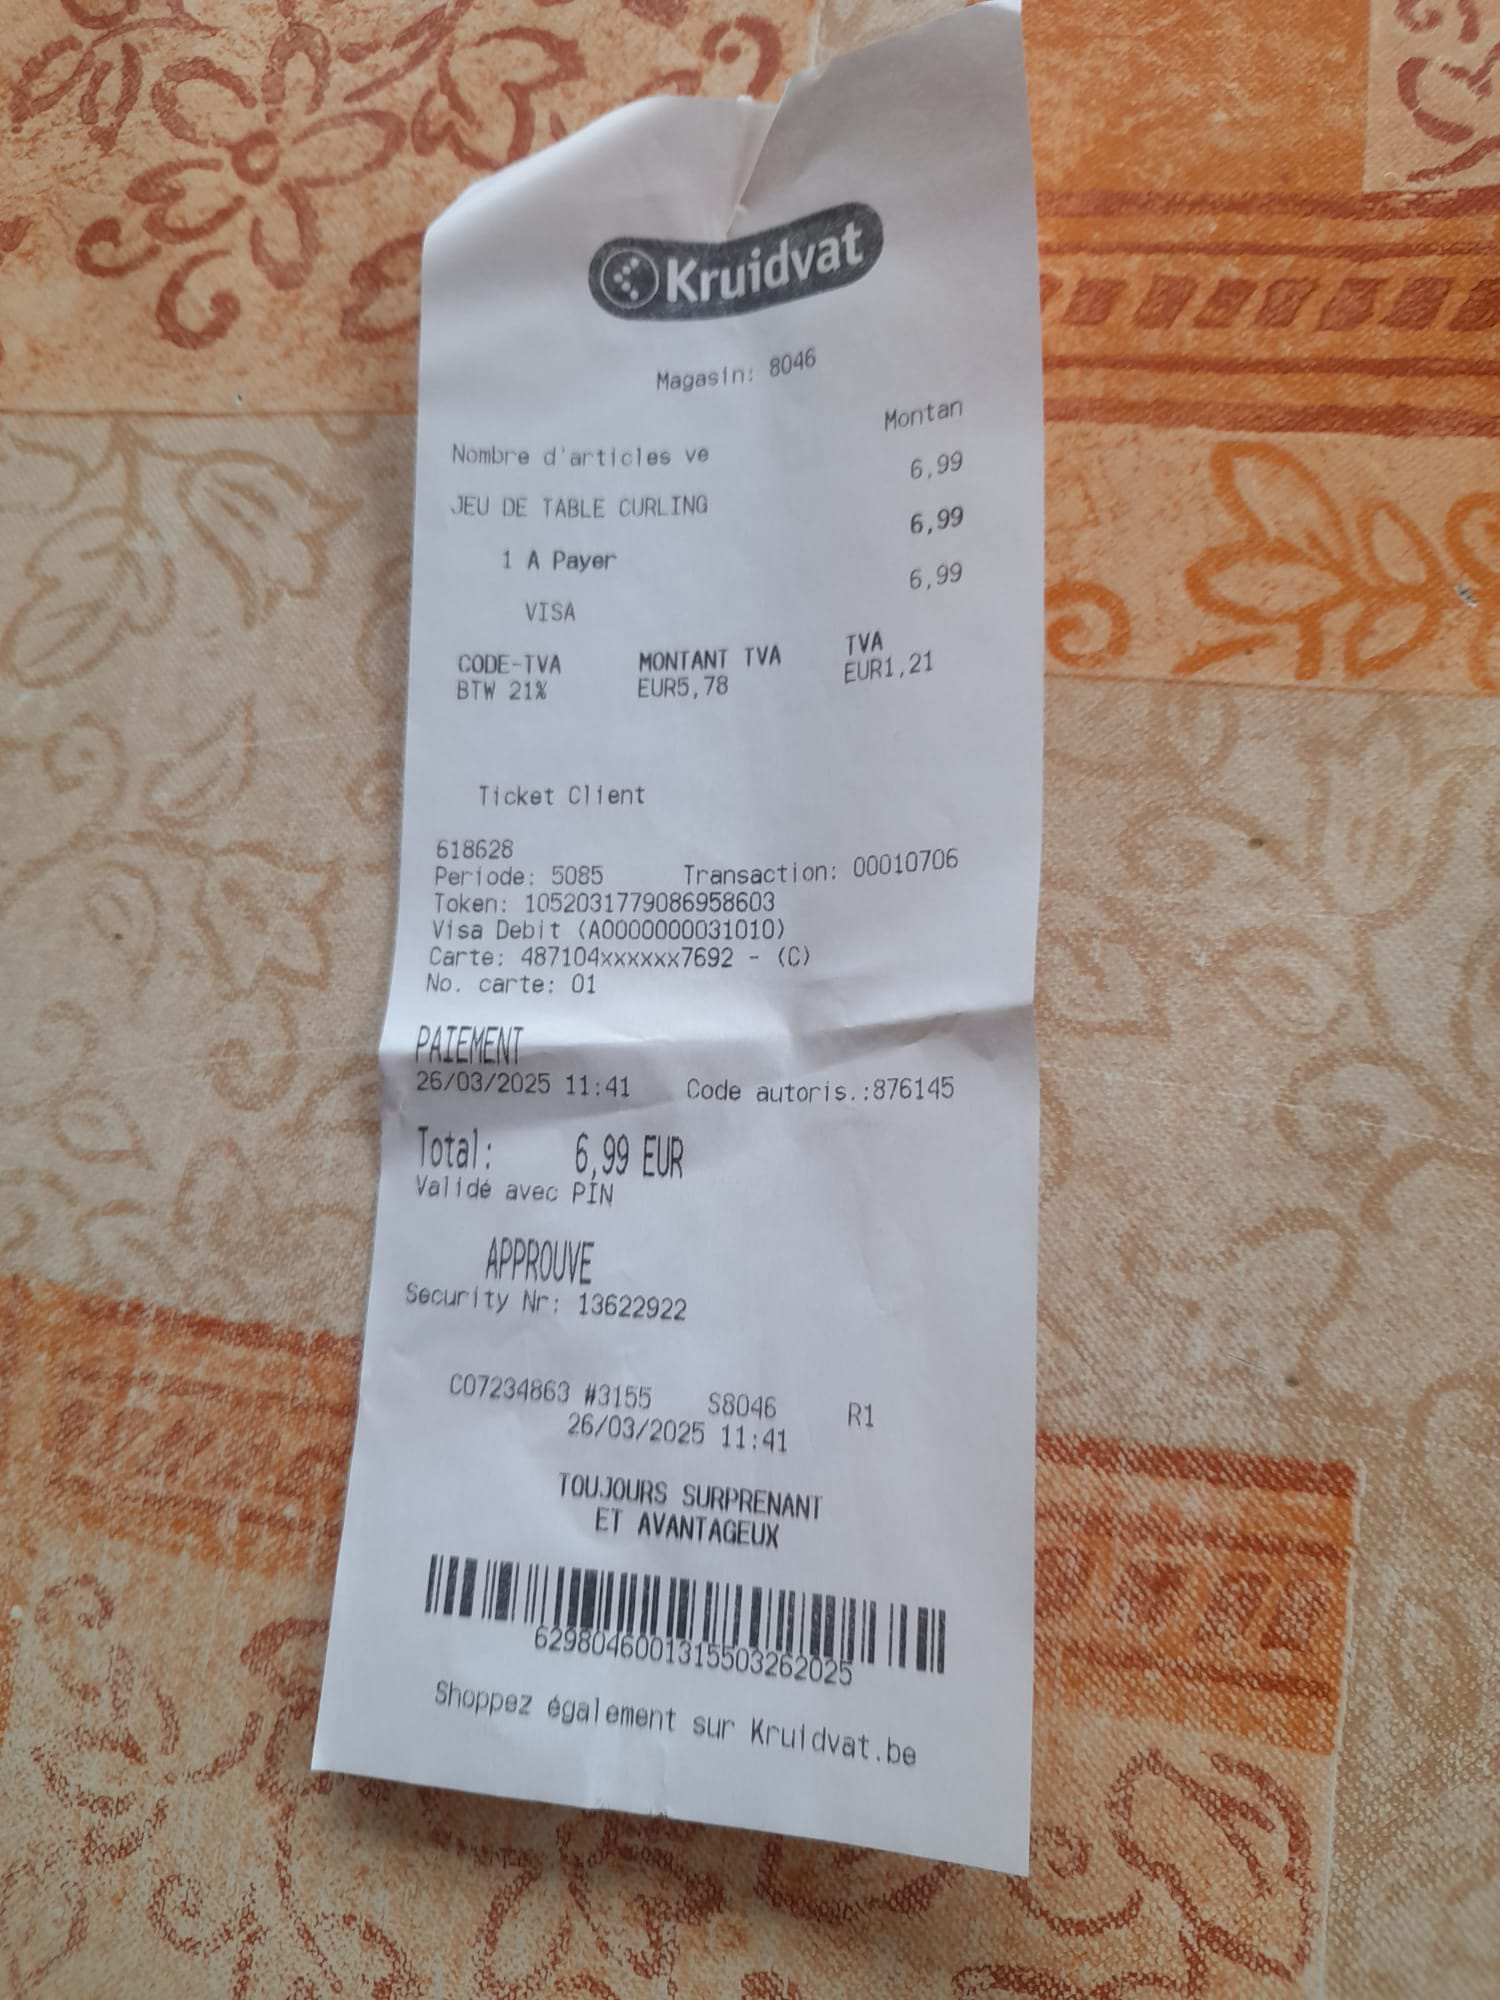 Kruidvat
Magasin: 8046
Montan
Nombre d'articles ve 6,99
JEU DE TABLE CURLING 6,99
1 A Payer 6,99
VISA
CODE-TVA MONTANT TVA TVA
BTW 21% EUR5,78 EUR1,21
Ticket Client
618628
Periode: 5085 Transaction: 00010706
Token: 1052031779086958603
Visa Debit (A0000000031010)
Carte: 487104xxxxxx7692 - (C)
No. carte: 01
PAIEMENT
26/03/2025 11:41 Code autoris.:876145
Total: 6,99 EUR
Validé avec PIN
APPROUVE
Security Nr: 13622922
C07234863 #3155 S8046 R1
26/03/2025 11:41
TOUJOURS SURPRENANT
ET AVANTAGEUX
6298046001315503262025
Shoppez également sur Kruidvat.be